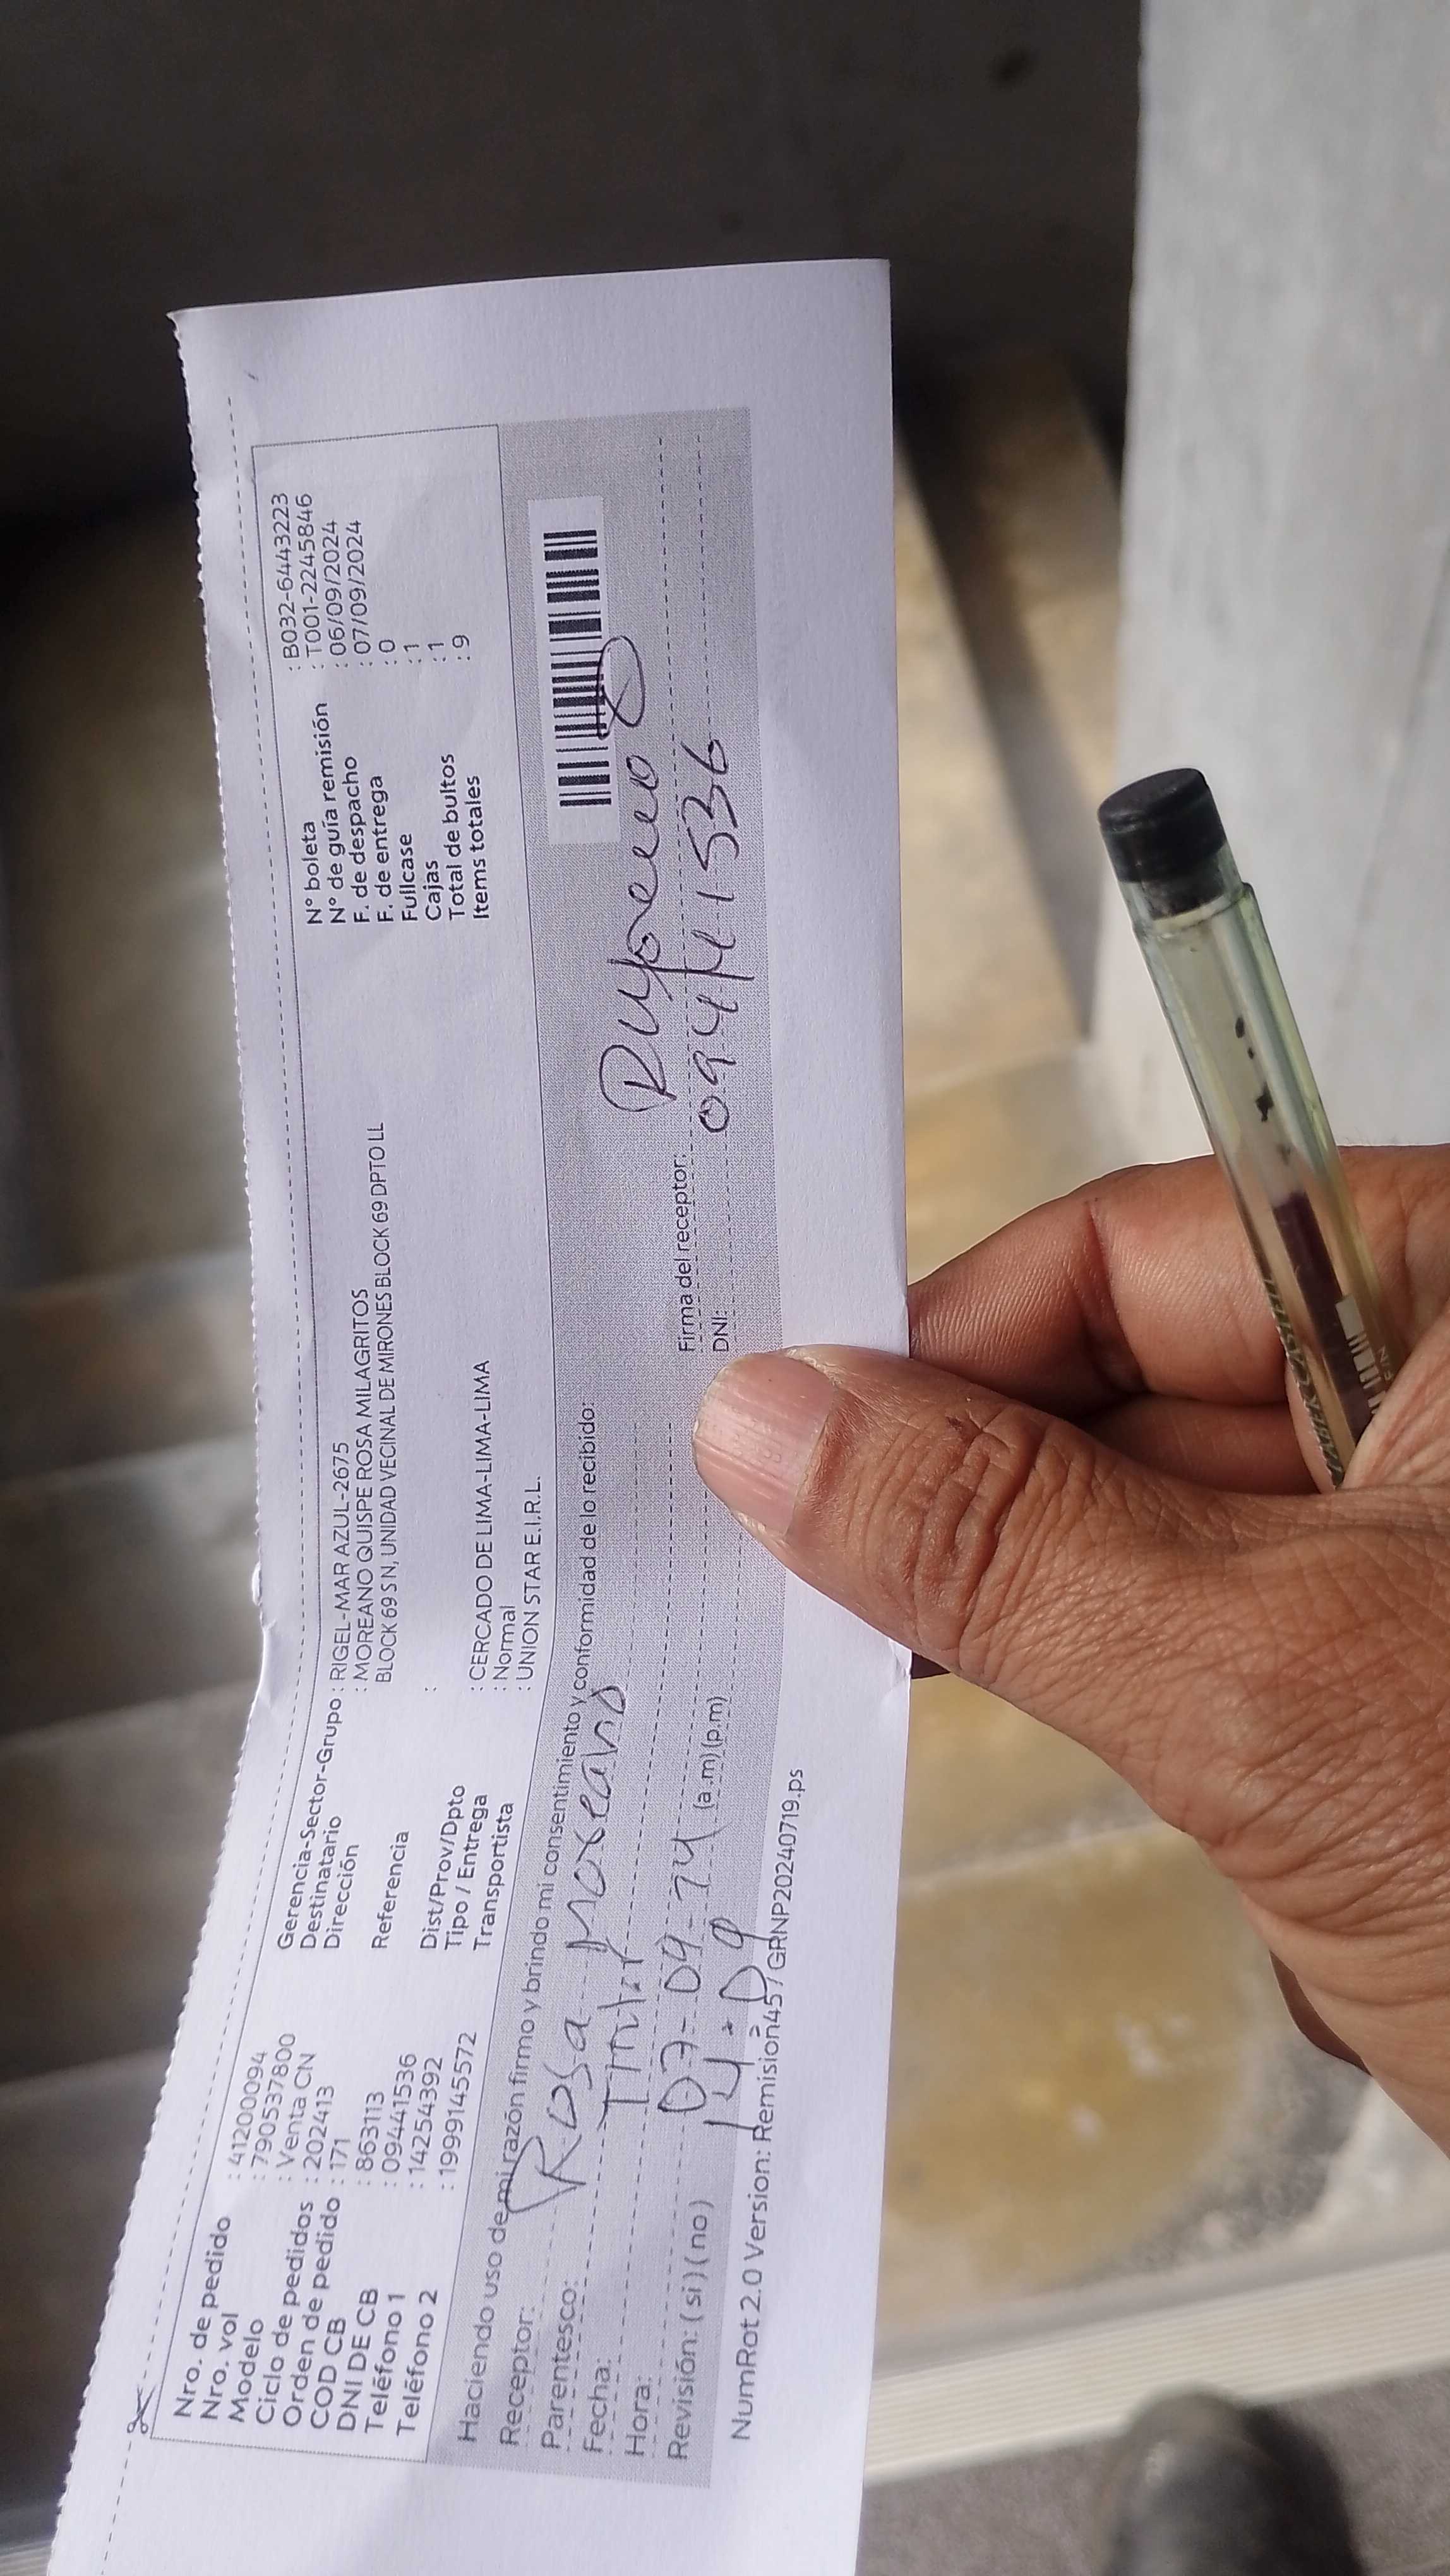 Nro. de pedido : 41200094
Nro. vol : 790537800
Modelo : Venta CN
Ciclo de pedidos : 202413
Orden de pedido : 171
COD CB : 863113
DNI DE CB : 09441536
Teléfono 1 : 14254392
Teléfono 2 : 1999145572
Gerencia-Sector-Grupo : RIGEL-MAR AZUL-2675
Destinatario : MOREANO QUISPE ROSA MILAGRITOS
Dirección BLOCK 69 S N, UNIDAD VECINAL DE MIRONES BLOCK 69 DPTO LL
Referencia :
Dist/Prov/Dpto : CERCADO DE LIMA-LIMA-LIMA
Tipo / Entrega : Normal
Transportista : UNION STAR E.I.R.L.
N° boleta : B032-6443223
N° de guía remisión : T001-2245846
F. de despacho : 06/09/2024
F. de entrega : 07/09/2024
Fullcase : 0
Cajas : 1
Total de bultos : 1
Items totales : 9
Haciendo uso de mi razón firmo y brindo mi consentimiento y conformidad de lo recibido:
Receptor: Rosa Moreano
Parentesco:
Fecha: 07-09-
Hora: (a.m) (p.m)
Revisión: ( si ) ( no )
Firma del receptor:
DNI: 09441536
NumRot 2.0 Version: Remision45 / GRNP20240719.ps